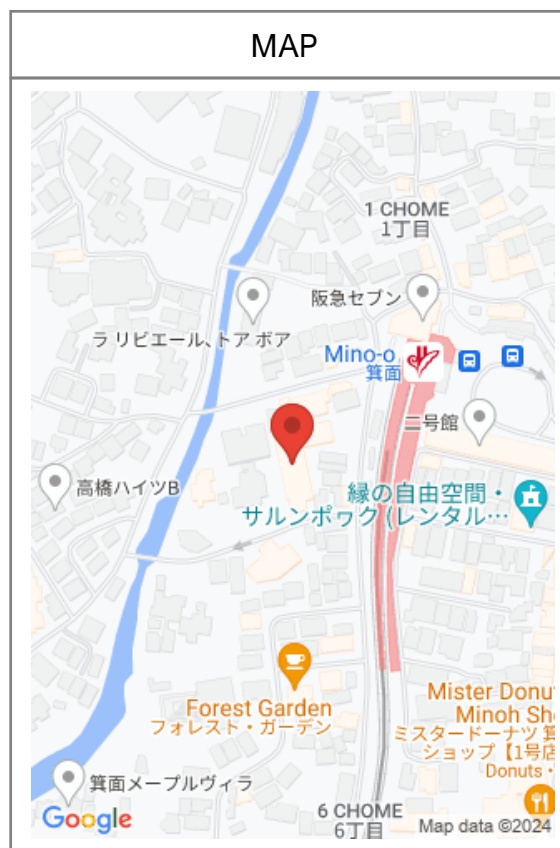 MAP
1 CHOME
1丁目
阪急セブン
ラ リビエール、トア ボア
Mino-o
箕面
二号館
高橋ハイツB
縁の自由空間・
サルンポヮク (レンタル…
Forest Garden
フォレスト・ガーデン
Mister Donu
Minoh Sh
ミスタードーナツ 箕
ショップ【1号店
Donuts・
箕面メープルヴィラ
Google
6 CHOME
6丁目
Map data ©2024